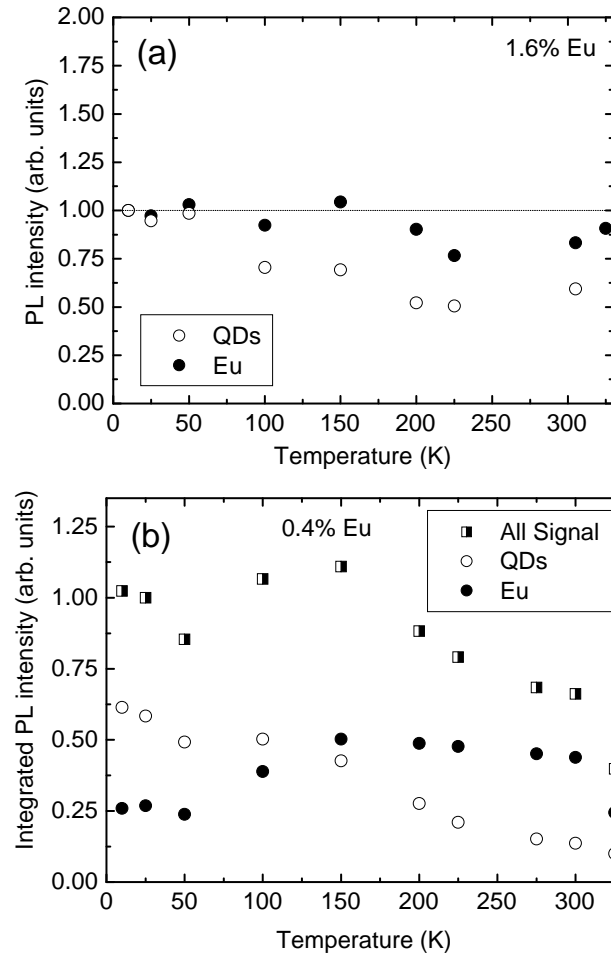 2.00
(a)
1.6% Eu
1.75
1.50
1.25
1.00
0.75
0.50
0.25
0.00
PL intensity (arb. units)
QDs
Eu
0 50 100 150 200 250 300
Temperature (K)
(b)
0.4% Eu
All Signal
QDs
Eu
1.25
1.00
0.75
0.50
0.25
0.00
Integrated PL intensity (arb. units)
0 50 100 150 200 250 300
Temperature (K)